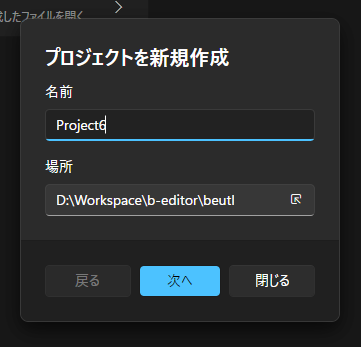 したファイルを開く
プロジェクトを新規作成
名前
Project6
場所
D:\Workspace\b-editor\beutl
戻る
次へ
閉じる